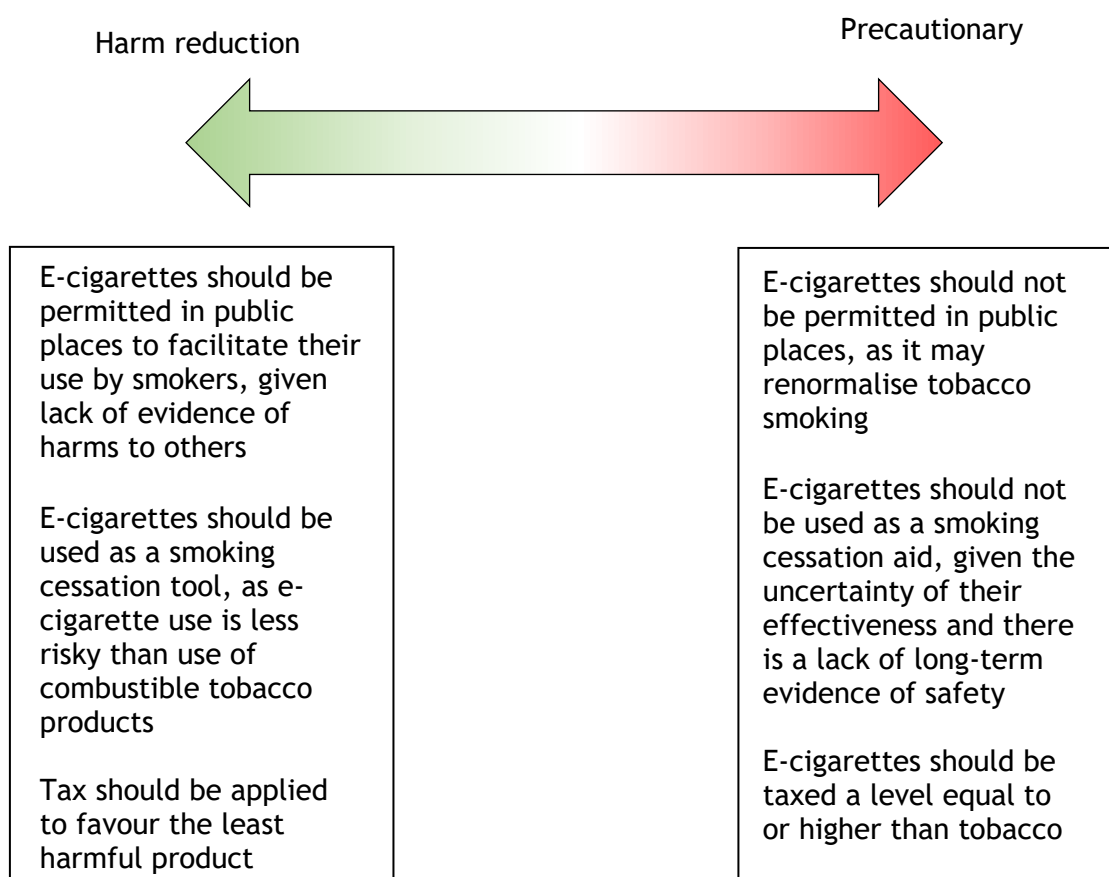 Harm reduction
Precautionary
E-cigarettes should be
permitted in public
places to facilitate their
use by smokers, given
lack of evidence of
harms to others
E-cigarettes should be
used as a smoking
cessation tool, as e-
cigarette use is less
risky than use of
combustible tobacco
products
Tax should be applied
to favour the least
harmful product
E-cigarettes should not
be permitted in public
places, as it may
renormalise tobacco
smoking
E-cigarettes should not
be used as a smoking
cessation aid, given the
uncertainty of their
effectiveness and there
is a lack of long-term
evidence of safety
E-cigarettes should be
taxed a level equal to
or higher than tobacco